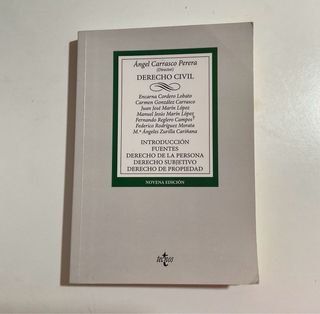 Ángel Carrasco Perera
(Director)
DERECHO CIVIL
Encarna Cordero Lobato
Carmen González Carrasco
Juan José Marín López
Manuel Jesús Marín López
Fernando Reglero Campos†
Federico Rodríguez Morata
M.ª Ángeles Zurilla Cariñana
INTRODUCCIÓN
FUENTES
DERECHO DE LA PERSONA
DERECHO SUBJETIVO
DERECHO DE PROPIEDAD
NOVENA EDICIÓN
tecnos